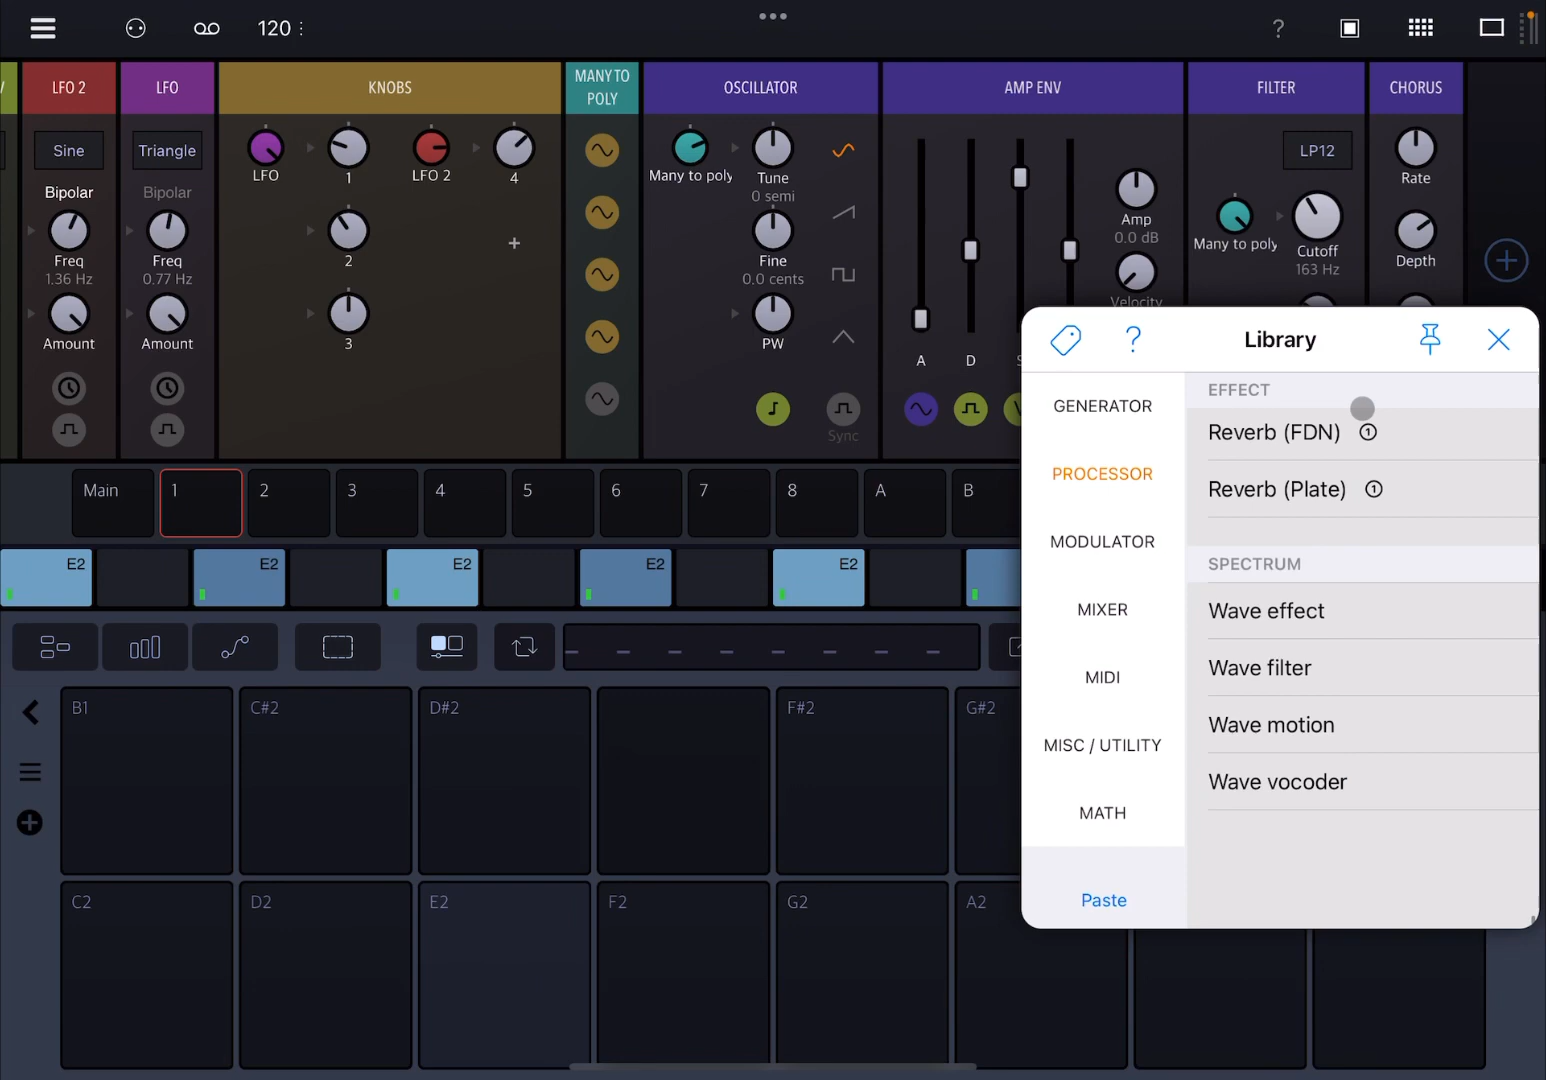 120
?
LFO 2
LFO
KNOBS
MANY TO
POLY
OSCILLATOR
AMP ENV
FILTER
CHORUS
Sine
Triangle
LFO
1
LFO 2
4
Many to poly
Tune
0 semi
LP12
Rate
Bipolar
Bipolar
Amp
0.0 dB
Many to poly
Cutoff
163 Hz
Freq
1.36 Hz
Freq
0.77 Hz
2
Fine
0.0 cents
Depth
Velocity
Amount
Amount
3
PW
A
D
Sync
Library
?
GENERATOR
PROCESSOR
MODULATOR
MIXER
MIDI
MISC / UTILITY
MATH
Paste
EFFECT
Reverb (FDN) 1
Reverb (Plate) 1
SPECTRUM
Wave effect
Wave filter
Wave motion
Wave vocoder
Main
1
2
3
4
5
6
7
8
A
B
E2
E2
E2
E2
E2
B1
C#2
D#2
F#2
G#2
C2
D2
E2
F2
G2
A2